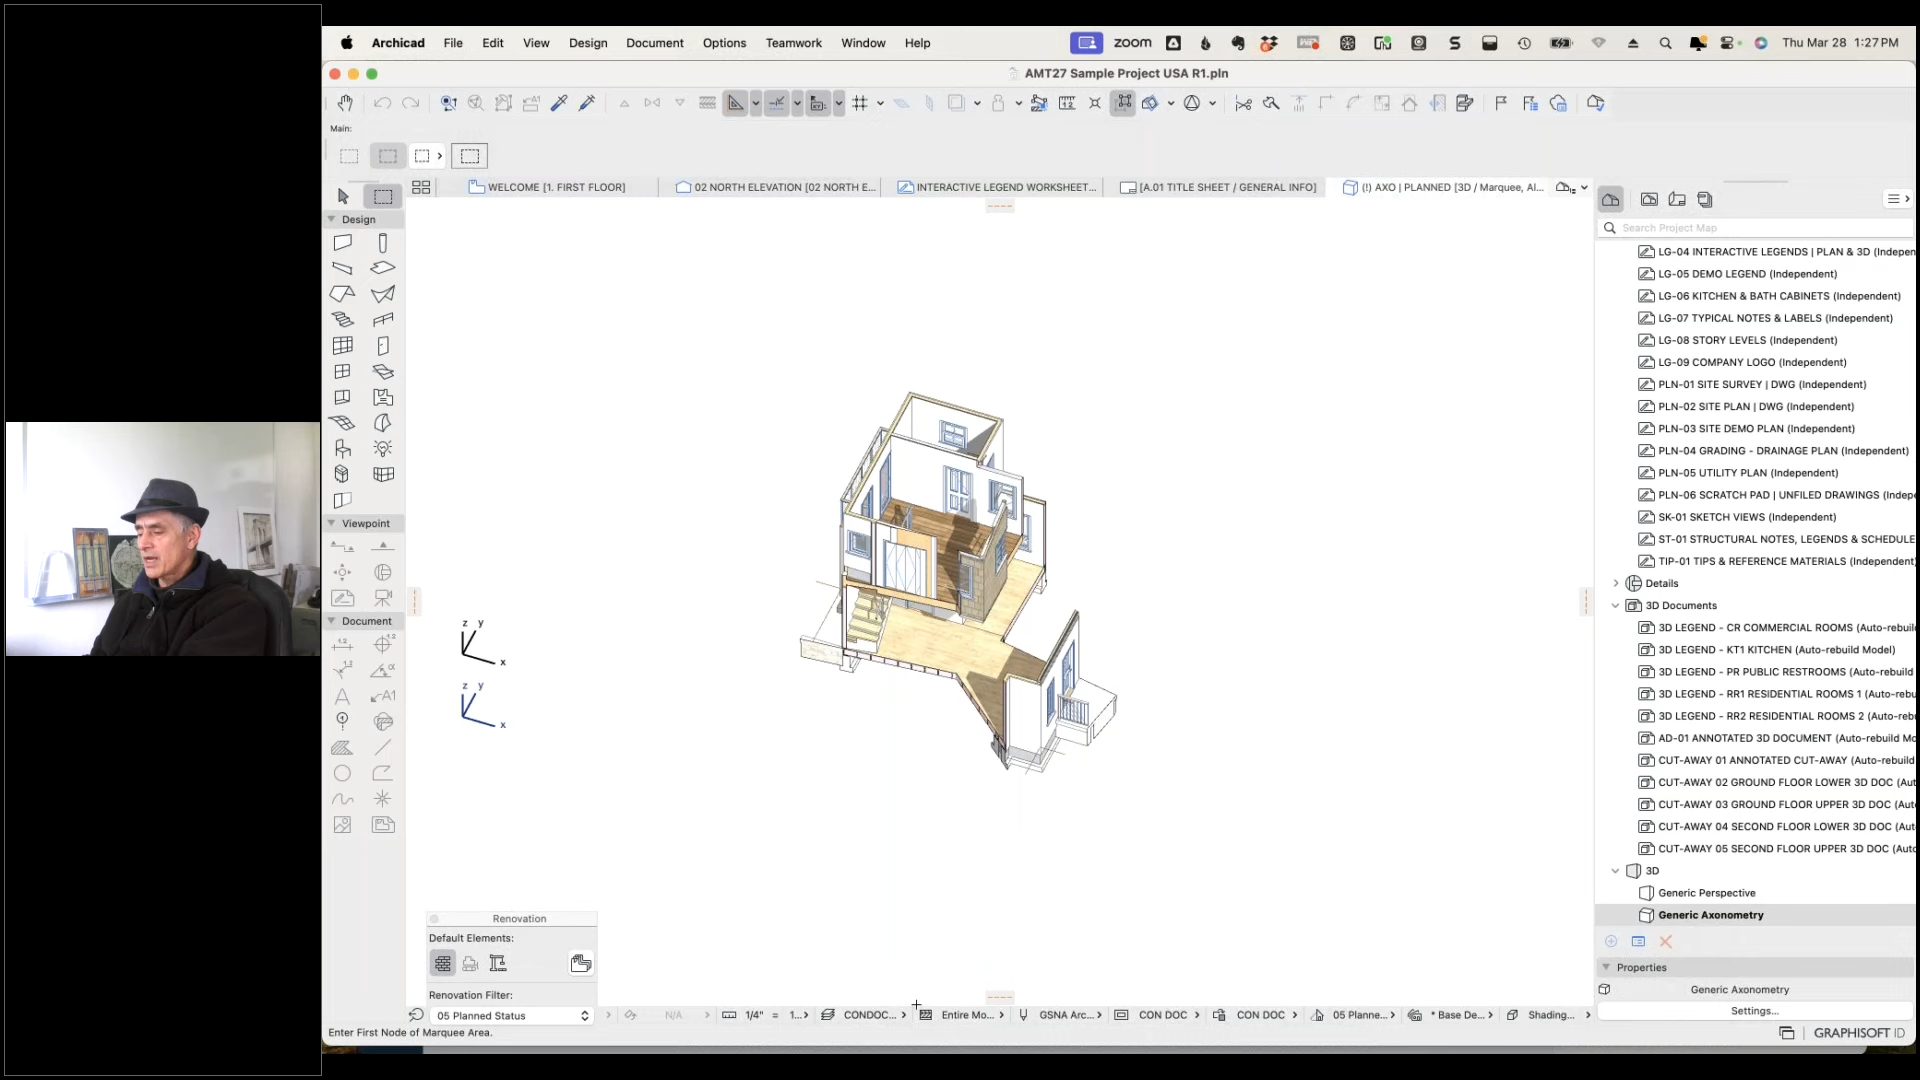 Archicad File Edit View Design Document Options Teamwork Window Help
zoom
Thu Mar 28 1:27 PM
AMT27 Sample Project USA R1.pln
Main:
WELCOME [1. FIRST FLOOR]
02 NORTH ELEVATION [02 NORTH E...
INTERACTIVE LEGEND WORKSHEET...
[A.01 TITLE SHEET / GENERAL INFO]
(!) AXO | PLANNED [3D / Marquee, Al...
Design
Viewpoint
Document
Search Project Map
LG-04 INTERACTIVE LEGENDS | PLAN & 3D (Indepen
LG-05 DEMO LEGEND (Independent)
LG-06 KITCHEN & BATH CABINETS (Independent)
LG-07 TYPICAL NOTES & LABELS (Independent)
LG-08 STORY LEVELS (Independent)
LG-09 COMPANY LOGO (Independent)
PLN-01 SITE SURVEY | DWG (Independent)
PLN-02 SITE PLAN | DWG (Independent)
PLN-03 SITE DEMO PLAN (Independent)
PLN-04 GRADING - DRAINAGE PLAN (Independent)
PLN-05 UTILITY PLAN (Independent)
PLN-06 SCRATCH PAD | UNFILED DRAWINGS (Indepe
SK-01 SKETCH VIEWS (Independent)
ST-01 STRUCTURAL NOTES, LEGENDS & SCHEDULE
TIP-01 TIPS & REFERENCE MATERIALS (Independent)
Details
3D Documents
3D LEGEND - CR COMMERCIAL ROOMS (Auto-rebuil
3D LEGEND - KT1 KITCHEN (Auto-rebuild Model)
3D LEGEND - PR PUBLIC RESTROOMS (Auto-rebuild
3D LEGEND - RR1 RESIDENTIAL ROOMS 1 (Auto-rebu
3D LEGEND - RR2 RESIDENTIAL ROOMS 2 (Auto-rebu
AD-01 ANNOTATED 3D DOCUMENT (Auto-rebuild Mo
CUT-AWAY 01 ANNOTATED CUT-AWAY (Auto-rebuild
CUT-AWAY 02 GROUND FLOOR LOWER 3D DOC (Aut
CUT-AWAY 03 GROUND FLOOR UPPER 3D DOC (Aut
CUT-AWAY 04 SECOND FLOOR LOWER 3D DOC (Aut
CUT-AWAY 05 SECOND FLOOR UPPER 3D DOC (Aut
3D
Generic Perspective
Generic Axonometry
Properties
Generic Axonometry
Settings...
GRAPHISOFT ID
z y
x
z y
x
Renovation
Default Elements:
Renovation Filter:
05 Planned Status
N/A
1/4" = 1...
CONDOC...
Entire Mo...
GSNA Arc...
CON DOC
CON DOC
05 Planne...
* Base De...
Shading...
Enter First Node of Marquee Area.